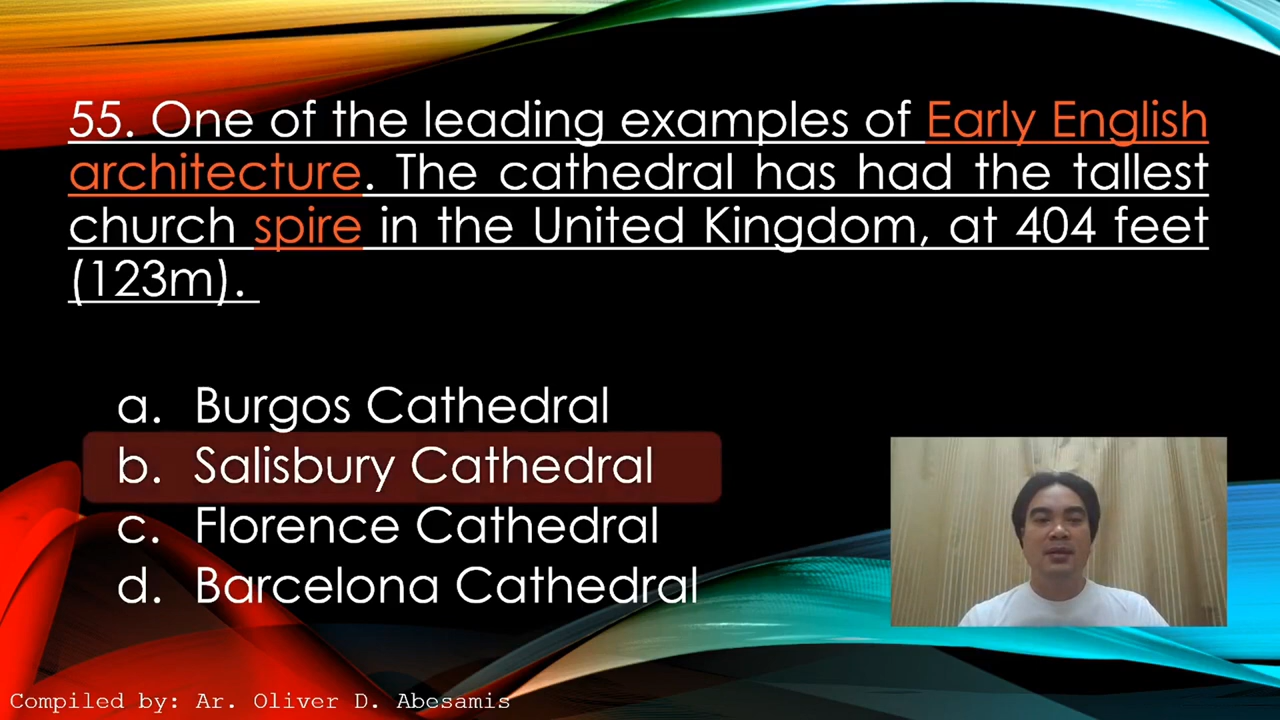 55. One of the leading examples of Early English
architecture. The cathedral has had the tallest
church spire in the United Kingdom, at 404 feet
(123m).
a. Burgos Cathedral
b. Salisbury Cathedral
c. Florence Cathedral
d. Barcelona Cathedral
Compiled by: Ar. Oliver D. Abesamis